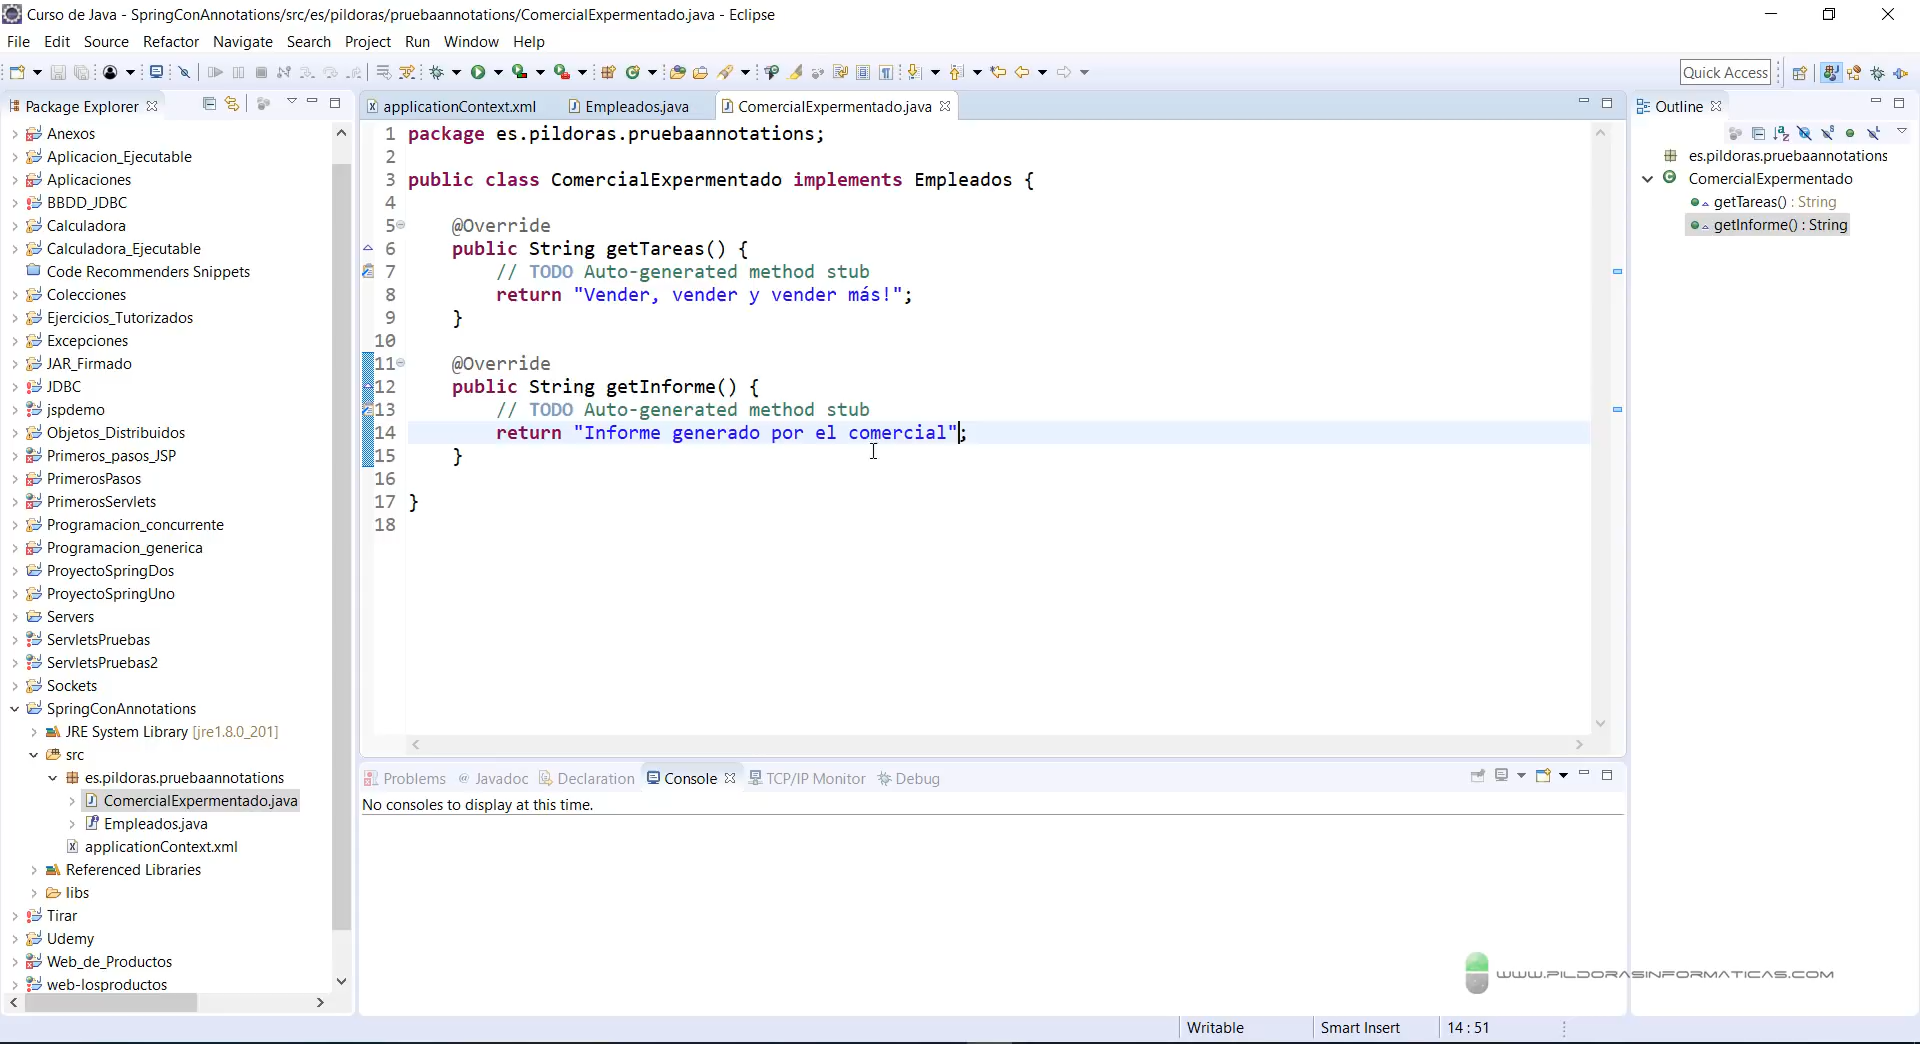 Curso de Java - SpringConAnnotations/src/es/pildoras/pruebaannotations/ComercialExpermentado.java - Eclipse
File Edit Source Refactor Navigate Search Project Run Window Help
Quick Access
Package Explorer
Anexos
Aplicacion_Ejecutable
Aplicaciones
BBDD_JDBC
Calculadora
Calculadora_Ejecutable
Code Recommenders Snippets
Colecciones
Ejercicios_Tutorizados
Excepciones
JAR_Firmado
JDBC
jspdemo
Objetos_Distribuidos
Primeros_pasos_JSP
PrimerosPasos
PrimerosServlets
Programacion_concurrente
Programacion_generica
ProyectoSpringDos
ProyectoSpringUno
Servers
ServletsPruebas
ServletsPruebas2
Sockets
SpringConAnnotations
JRE System Library [jre1.8.0_201]
src
es.pildoras.pruebaannotations
ComercialExpermentado.java
Empleados.java
applicationContext.xml
Referenced Libraries
libs
Tirar
Udemy
Web_de_Productos
web-losproductos
applicationContext.xml Empleados.java ComercialExpermentado.java
1 package es.pildoras.pruebaannotations;
2
3 public class ComercialExpermentado implements Empleados {
4
5 @Override
6 public String getTareas() {
7 // TODO Auto-generated method stub
8 return "Vender, vender y vender más!";
9 }
10
11 @Override
12 public String getInforme() {
13 // TODO Auto-generated method stub
14 return "Informe generado por el comercial";
15 }
16
17 }
18
Problems Javadoc Declaration Console TCP/IP Monitor Debug
No consoles to display at this time.
Outline
es.pildoras.pruebaannotations
ComercialExpermentado
getTareas() : String
getInforme() : String
WWW.PILDORASINFORMATICAS.COM
Writable Smart Insert 14 : 51